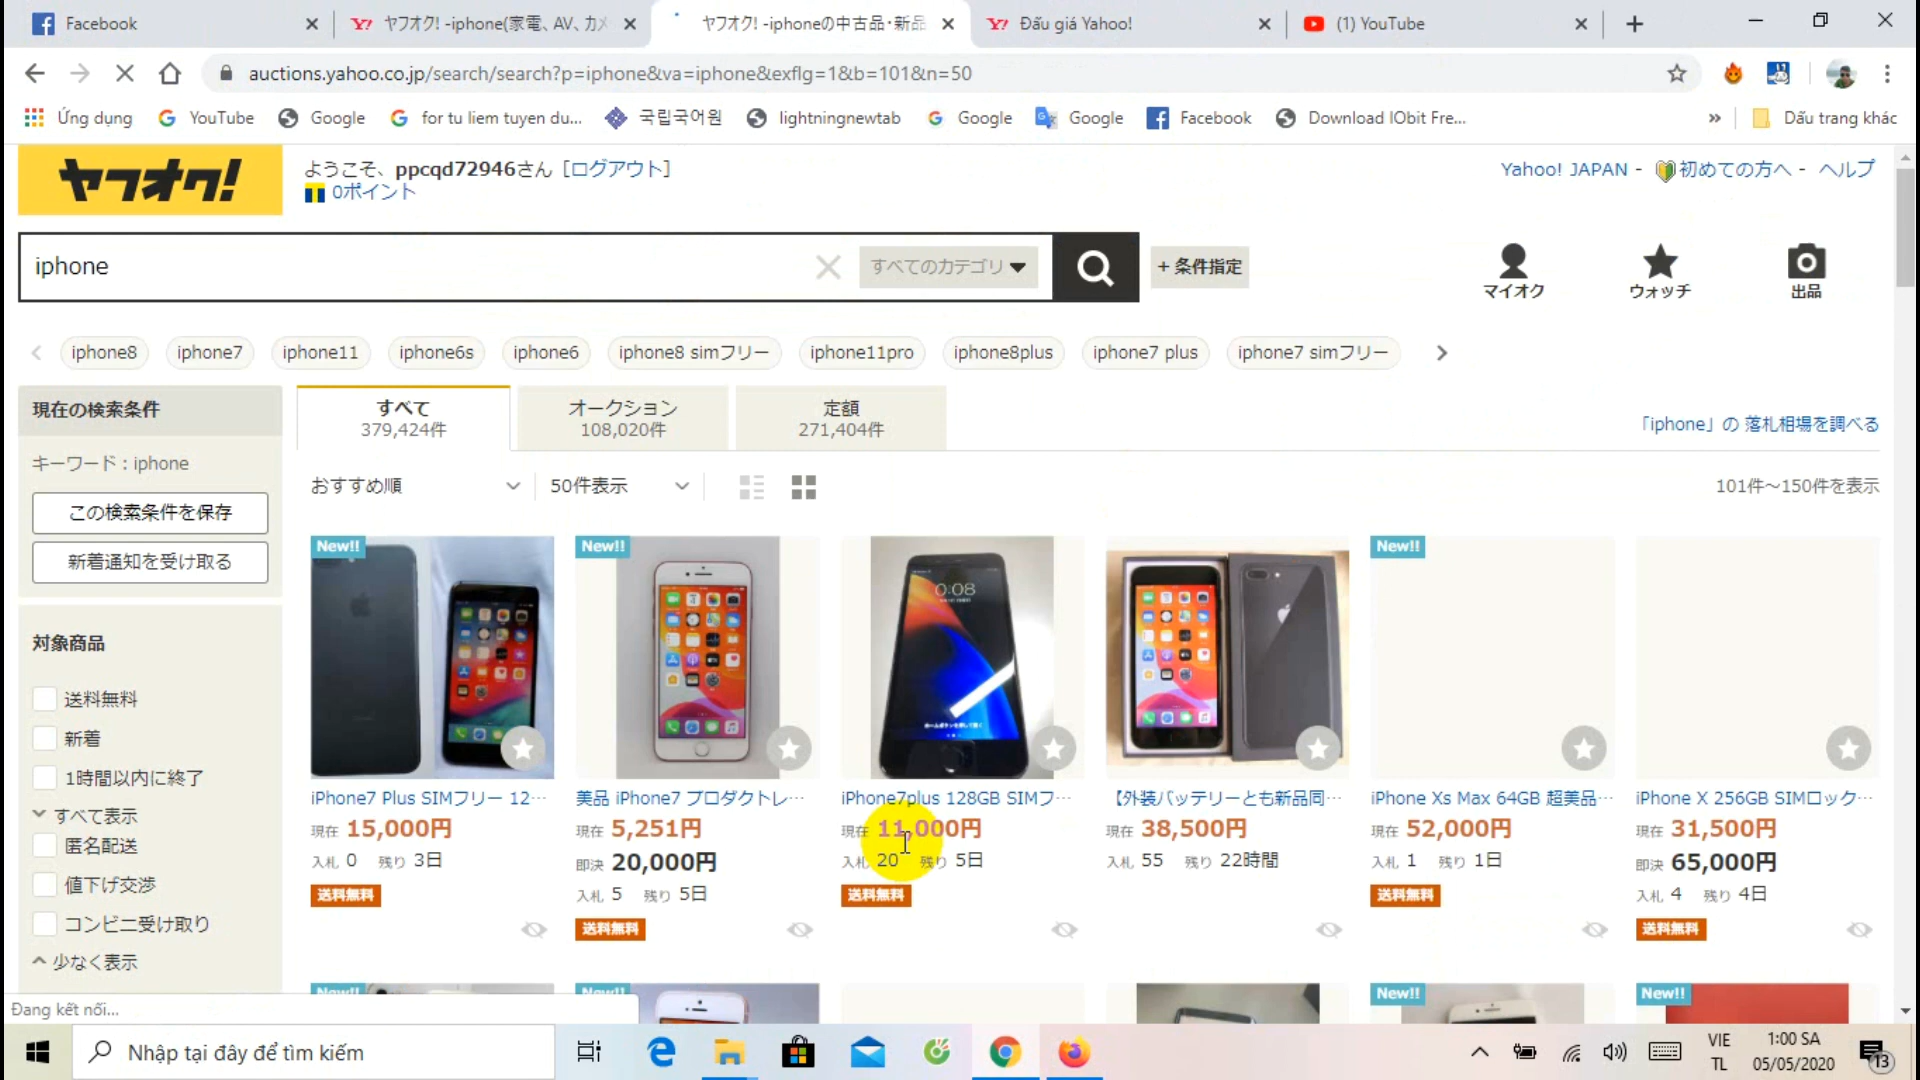 Facebook
ヤフオク! -iphone(家電、AV、カメ
ヤフオク! -iphoneの中古品・新品
Đấu giá Yahoo!
(1) YouTube
auctions.yahoo.co.jp/search/search?p=iphone&va=iphone&exflg=1&b=101&n=50
Ứng dụng YouTube Google for tu liem tuyen du... 국립국어원 lightningnewtab Google Google Facebook Download IObit Fre... » Dấu trang khác
ヤフオク!
ようこそ、ppcqd72946さん [ログアウト]
0ポイント
Yahoo! JAPAN - 初めての方へ - ヘルプ
iphone
すべてのカテゴリ
+条件指定
マイオク
ウォッチ
出品
iphone8 iphone7 iphone11 iphone6s iphone6 iphone8 simフリー iphone11pro iphone8plus iphone7 plus iphone7 simフリー
現在の検索条件
キーワード：iphone
この検索条件を保存
新着通知を受け取る
対象商品
送料無料
新着
1時間以内に終了
すべて表示
匿名配送
値下げ交渉
コンビニ受け取り
少なく表示
すべて
379,424件
オークション
108,020件
定額
271,404件
「iphone」の 落札相場を調べる
おすすめ順
50件表示
101件～150件を表示
New!!
iPhone7 Plus SIMフリー 12…
現在 15,000円
入札 0 残り 3日
送料無料
New!!
美品 iPhone7 プロダクトレ…
現在 5,251円
即決 20,000円
入札 5 残り 5日
送料無料
0:08
iPhone7plus 128GB SIMフ…
現在 11,000円
入札 20 残り 5日
送料無料
【外装バッテリーとも新品同…
現在 38,500円
入札 55 残り 22時間
New!!
iPhone Xs Max 64GB 超美品…
現在 52,000円
入札 1 残り 1日
送料無料
iPhone X 256GB SIMロック…
現在 31,500円
即決 65,000円
入札 4 残り 4日
送料無料
New!!
New!!
New!!
New!!
Đang kết nối...
Nhập tại đây để tìm kiếm
VIE
TL
1:00 SA
05/05/2020
13